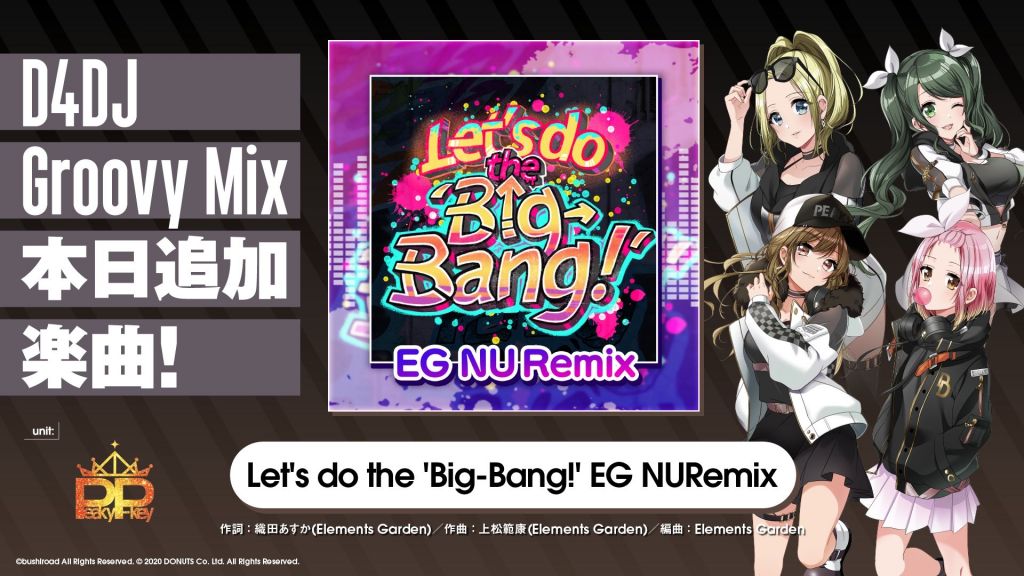 D4DJ
Groovy Mix
本日追加
楽曲!
Let's do
the
'Big-
Bang!'
EG NU Remix
PEA
B
unit:
Peaky P-key
Let's do the 'Big-Bang!' EG NURemix
作詞：織田あすか(Elements Garden)／作曲：上松範康(Elements Garden)／編曲：Elements Garden
©bushiroad All Rights Reserved. © 2020 DONUTS Co. Ltd. All Rights Reserved.